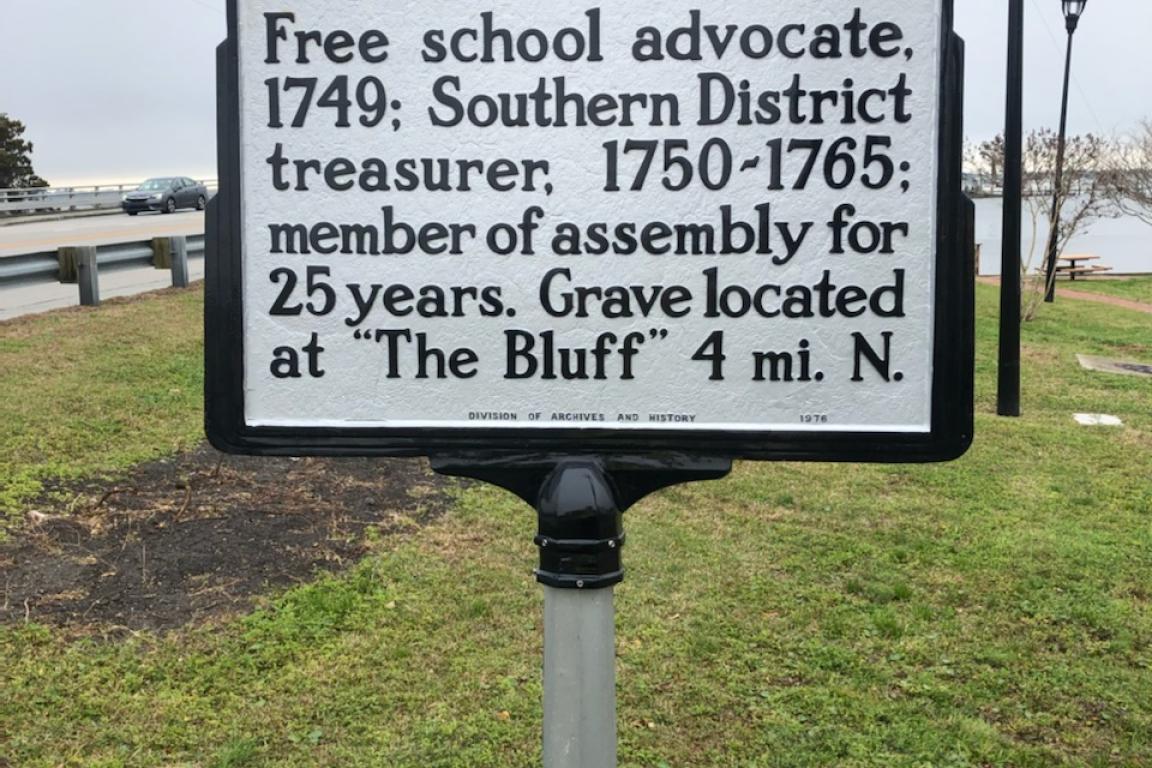 Free school advocate,
1749; Southern District
treasurer, 1750-1765;
member of assembly for
25 years. Grave located
at “The Bluff” 4 mi. N.
DIVISION OF ARCHIVES AND HISTORY 1976